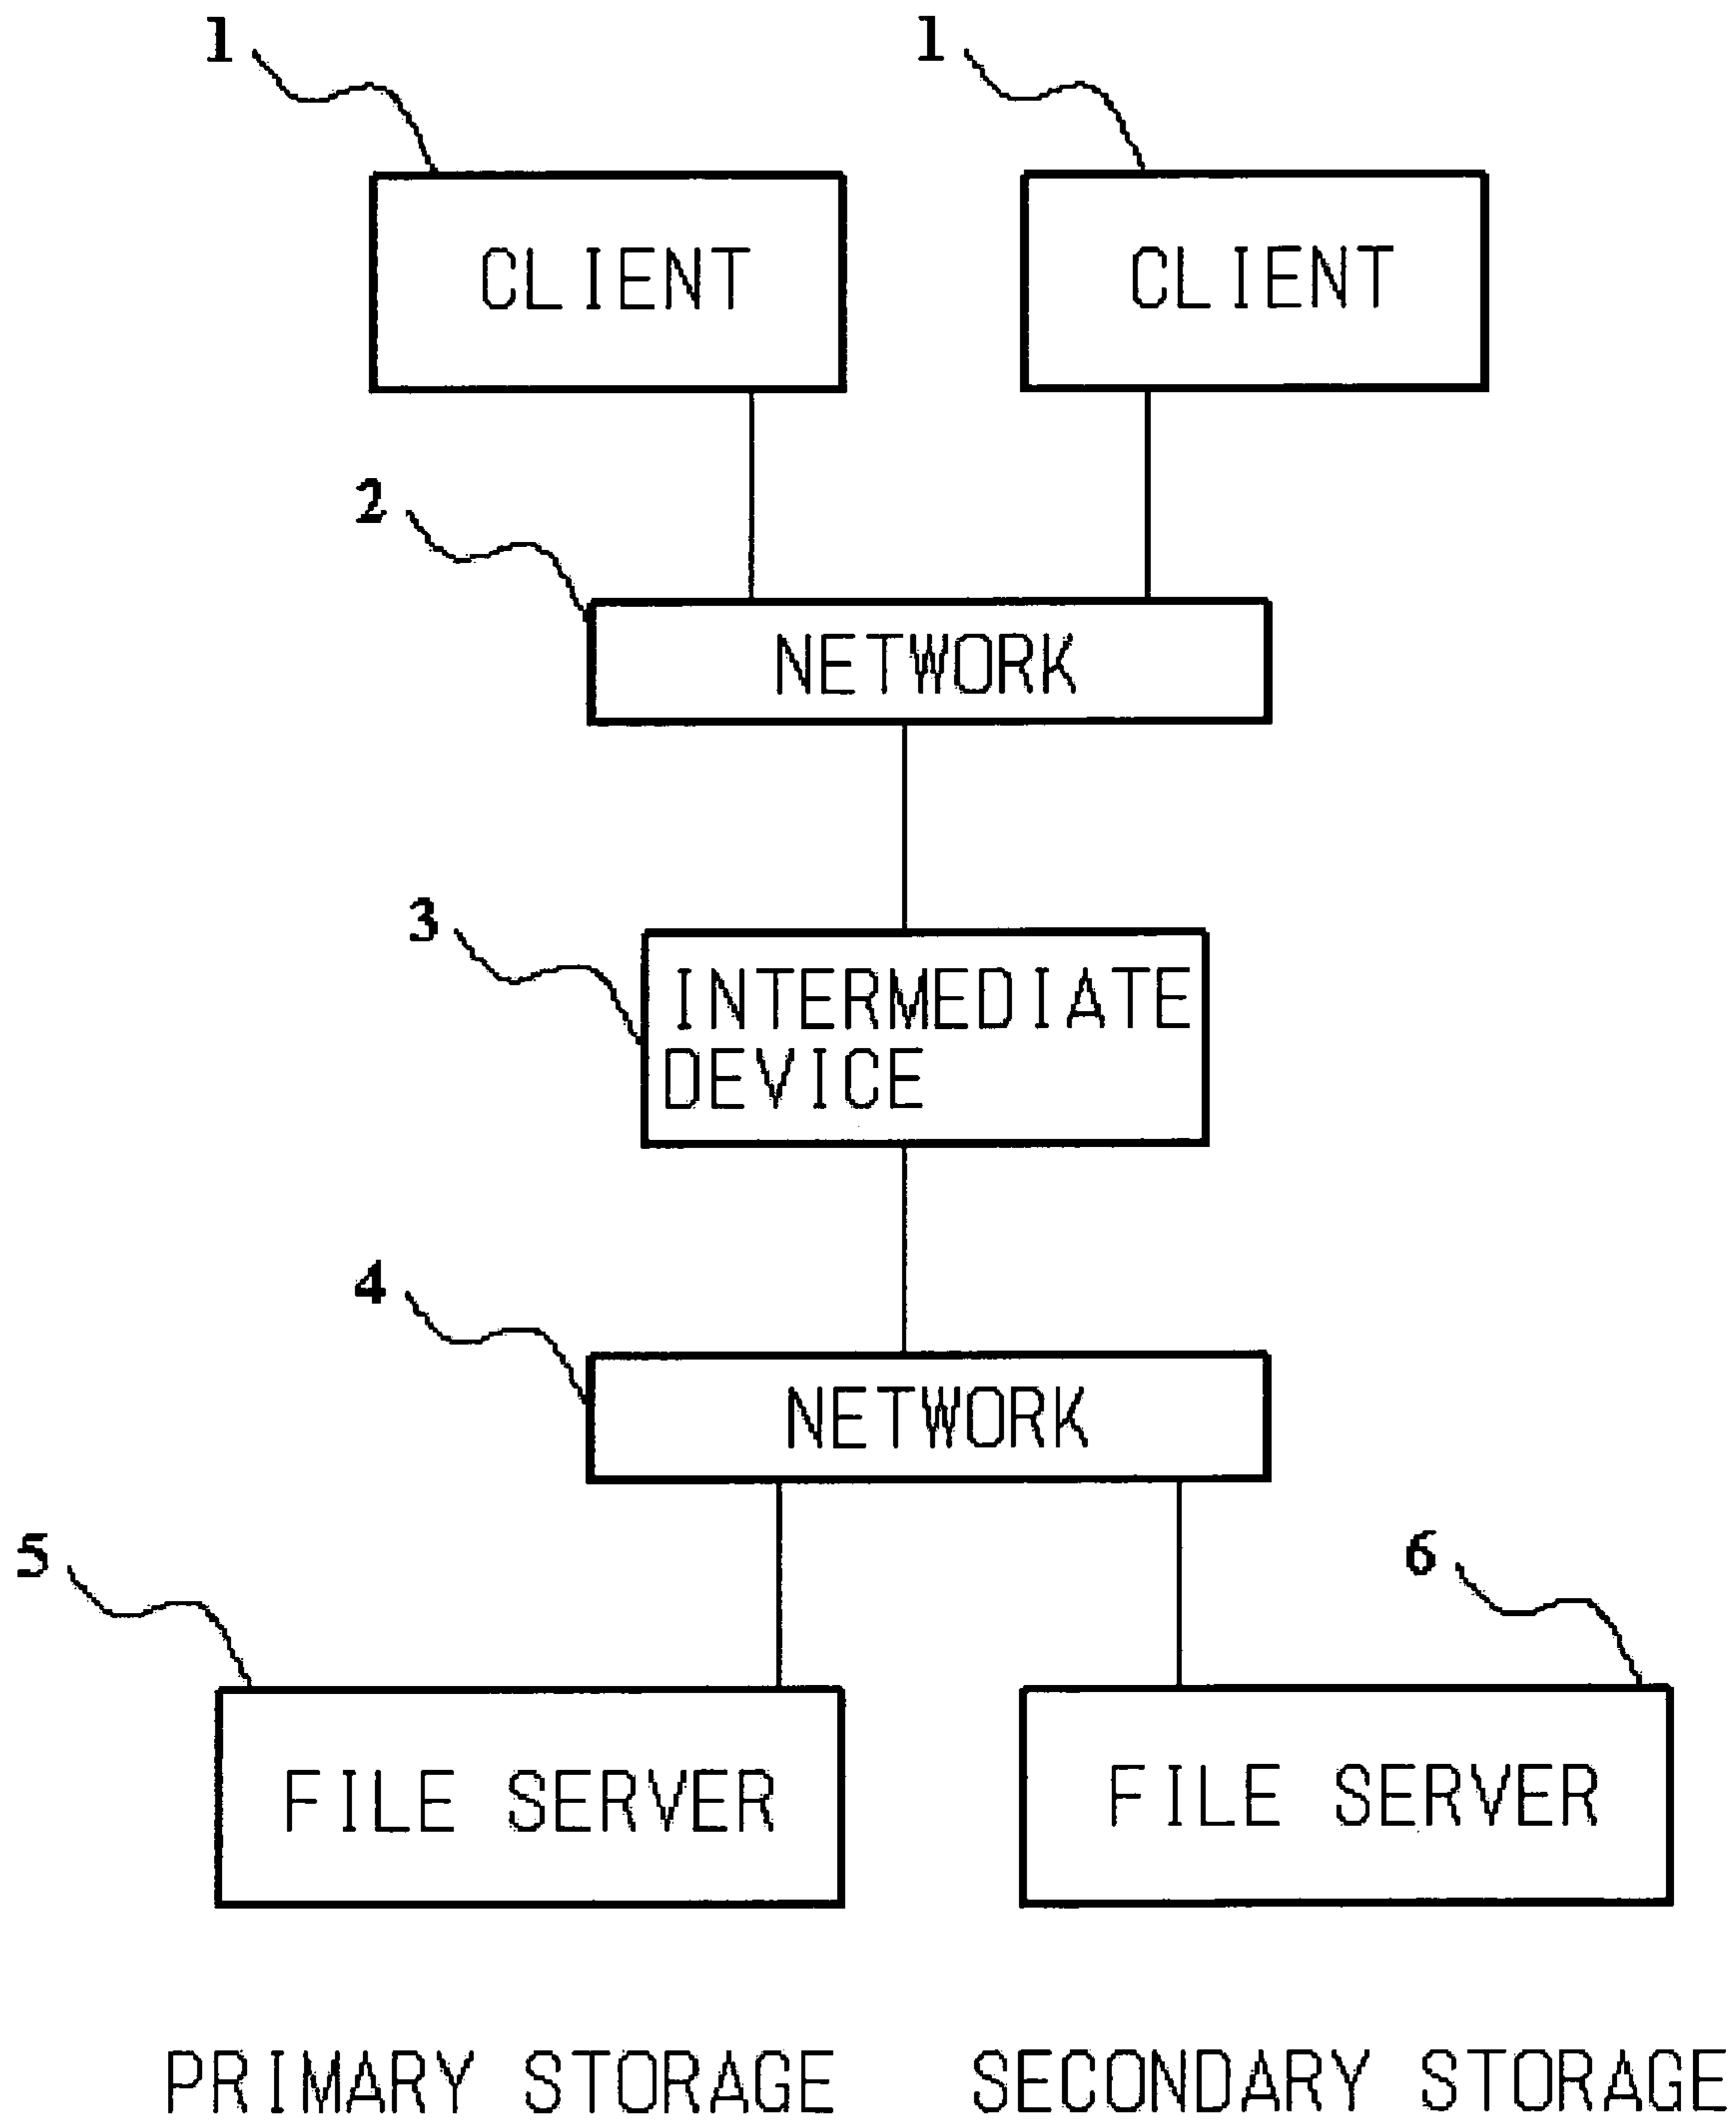 1
1
CLIENT
CLIENT
2
NETWORK
3
INTERMEDIATE
DEVICE
4
NETWORK
5
6
FILE SERVER
FILE SERVER
PRIMARY STORAGE
SECONDARY STORAGE